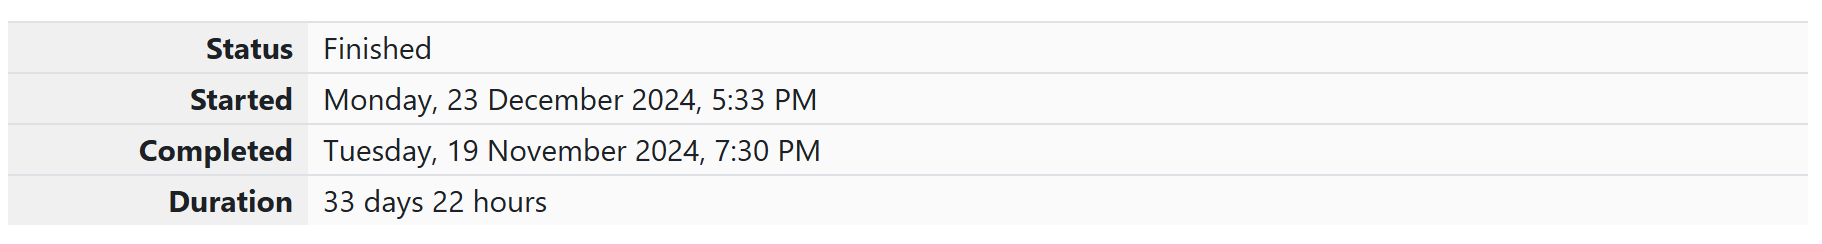 Status Finished
Started Monday, 23 December 2024, 5:33 PM
Completed Tuesday, 19 November 2024, 7:30 PM
Duration 33 days 22 hours